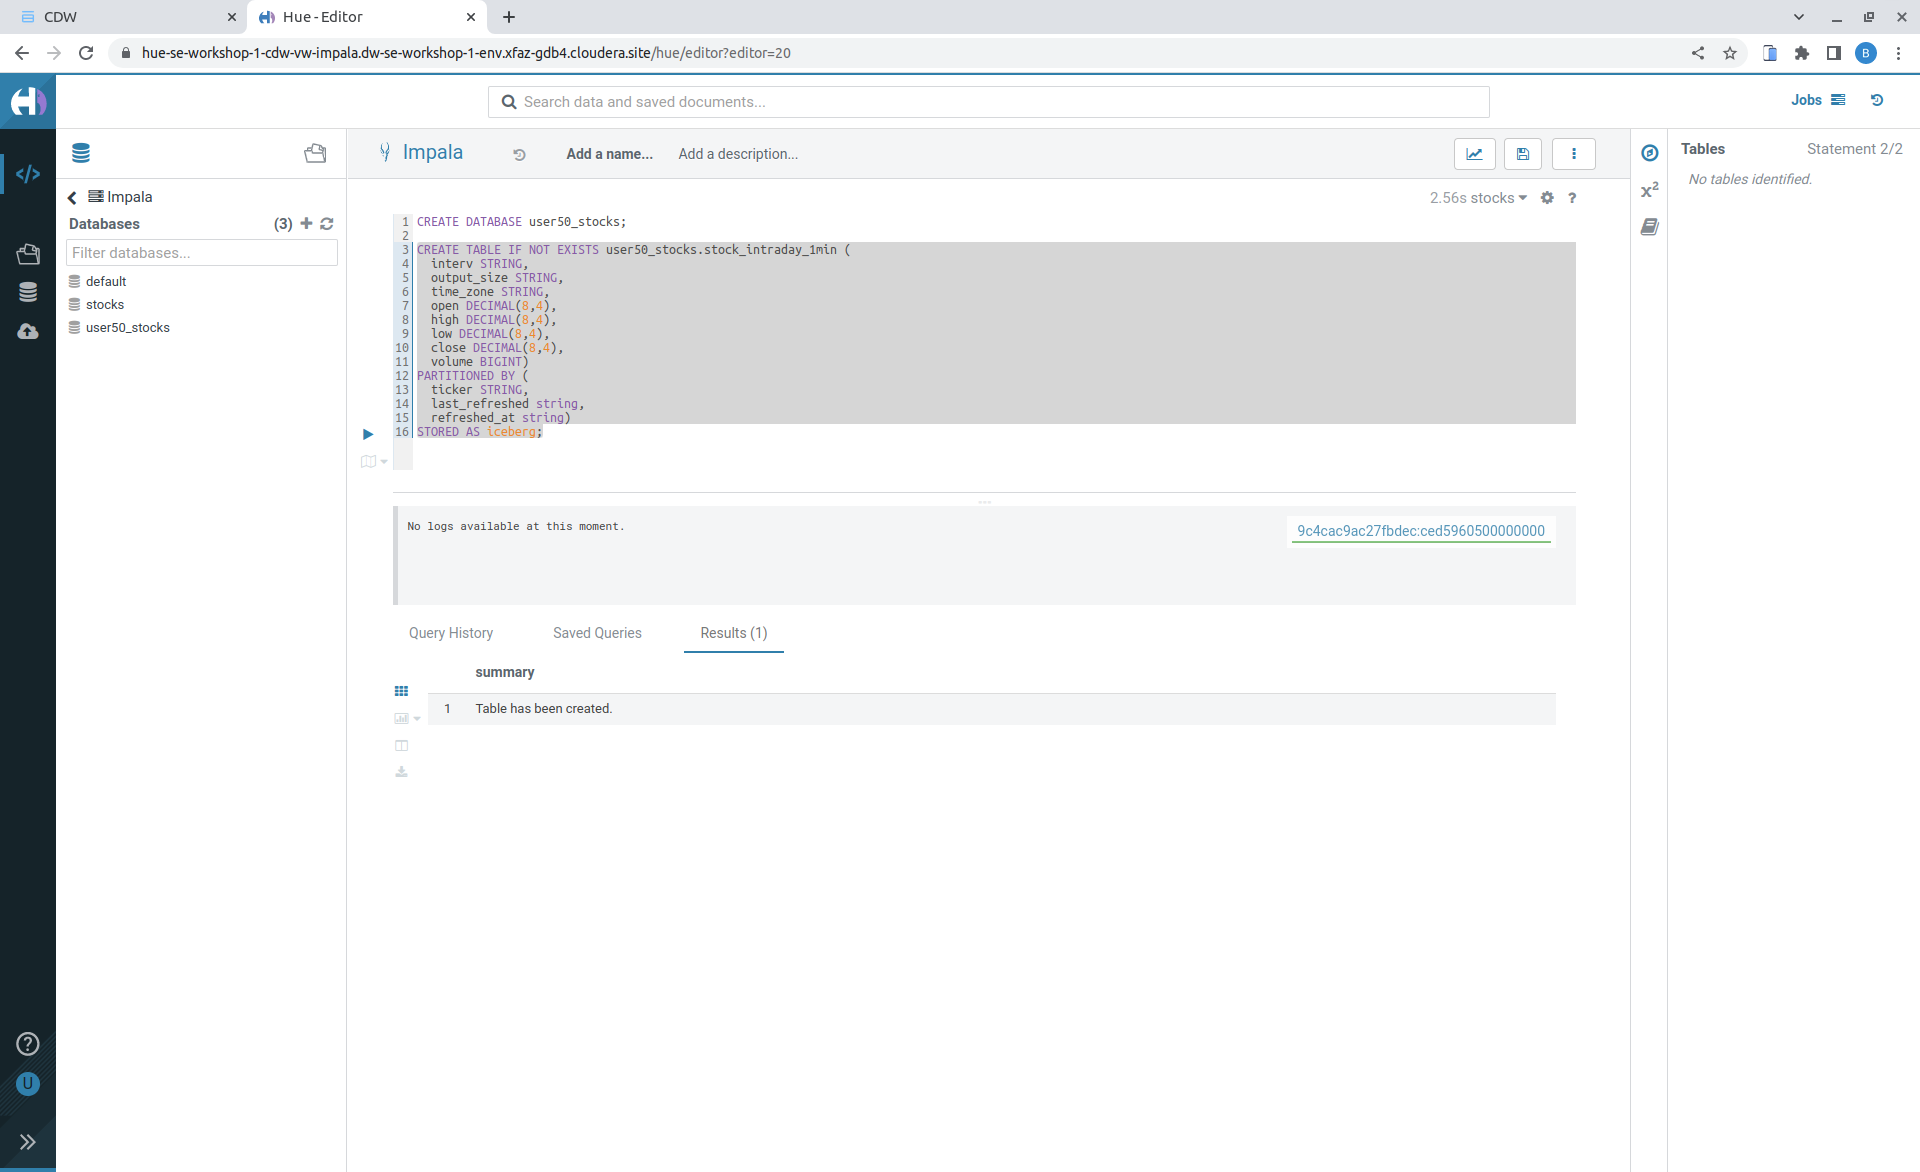 CDW
Hue - Editor
hue-se-workshop-1-cdw-vw-impala.dw-se-workshop-1-env.xfaz-gdb4.cloudera.site/hue/editor?editor=20
B
Search data and saved documents...
Jobs
Impala
Add a name...
Add a description...
Tables
Statement 2/2
No tables identified.
Impala
Databases
(3)
Filter databases...
default
stocks
user50_stocks
2.56s stocks
?
x²
1 CREATE DATABASE user50_stocks;
2
3 CREATE TABLE IF NOT EXISTS user50_stocks.stock_intraday_1min (
4 interv STRING,
5 output_size STRING,
6 time_zone STRING,
7 open DECIMAL(8,4),
8 high DECIMAL(8,4),
9 low DECIMAL(8,4),
10 close DECIMAL(8,4),
11 volume BIGINT)
12 PARTITIONED BY (
13 ticker STRING,
14 last_refreshed string,
15 refreshed_at string)
16 STORED AS iceberg;
No logs available at this moment.
9c4cac9ac27fbdec:ced5960500000000
Query History
Saved Queries
Results (1)
summary
1 Table has been created.
?
U